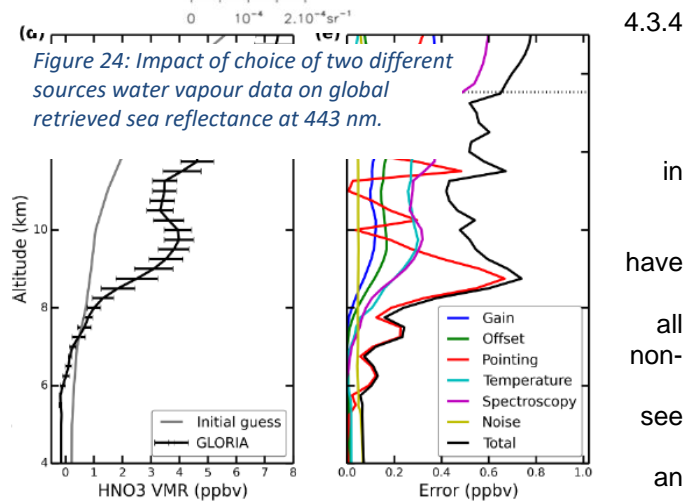 0 10⁻⁴ 2.10⁻⁴sr⁻¹
4.3.4
(d)
(e)
Figure 24: Impact of choice of two different
sources water vapour data on global
retrieved sea reflectance at 443 nm.
in
have
all
non-
see
an
Altitude (km)
10
8
6
4
Initial guess
GLORIA
0 1 2 3 4 5 6 7 8
HNO3 VMR (ppbv)
Gain
Offset
Pointing
Temperature
Spectroscopy
Noise
Total
0.0 0.2 0.4 0.6 0.8 1.0
Error (ppbv)